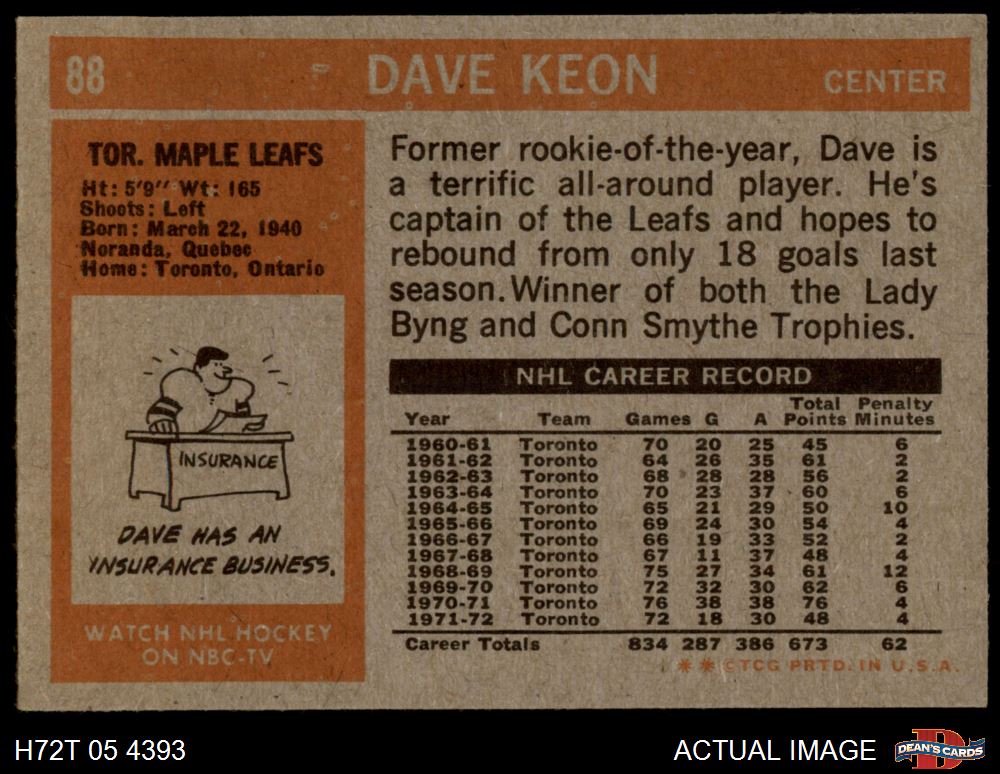 88 DAVE KEON CENTER
TOR. MAPLE LEAFS
Ht: 5'9" Wt: 165
Shoots: Left
Born: March 22, 1940
Noranda, Quebec
Home: Toronto, Ontario
INSURANCE
DAVE HAS AN
INSURANCE BUSINESS.
WATCH NHL HOCKEY
ON NBC-TV
Former rookie-of-the-year, Dave is
a terrific all-around player. He's
captain of the Leafs and hopes to
rebound from only 18 goals last
season. Winner of both the Lady
Byng and Conn Smythe Trophies.
NHL CAREER RECORD
Year Team Games G A Total Points Penalty Minutes
1960-61 Toronto 70 20 25 45 6
1961-62 Toronto 64 26 35 61 2
1962-63 Toronto 68 28 28 56 2
1963-64 Toronto 70 23 37 60 6
1964-65 Toronto 65 21 29 50 10
1965-66 Toronto 69 24 30 54 4
1966-67 Toronto 66 19 33 52 2
1967-68 Toronto 67 11 37 48 4
1968-69 Toronto 75 27 34 61 12
1969-70 Toronto 72 32 30 62 6
1970-71 Toronto 76 38 38 76 4
1971-72 Toronto 72 18 30 48 4
Career Totals 834 287 386 673 62
* * © TCG PRTD. IN U.S.A.
H72T 05 4393 ACTUAL IMAGE DEAN'S CARDS